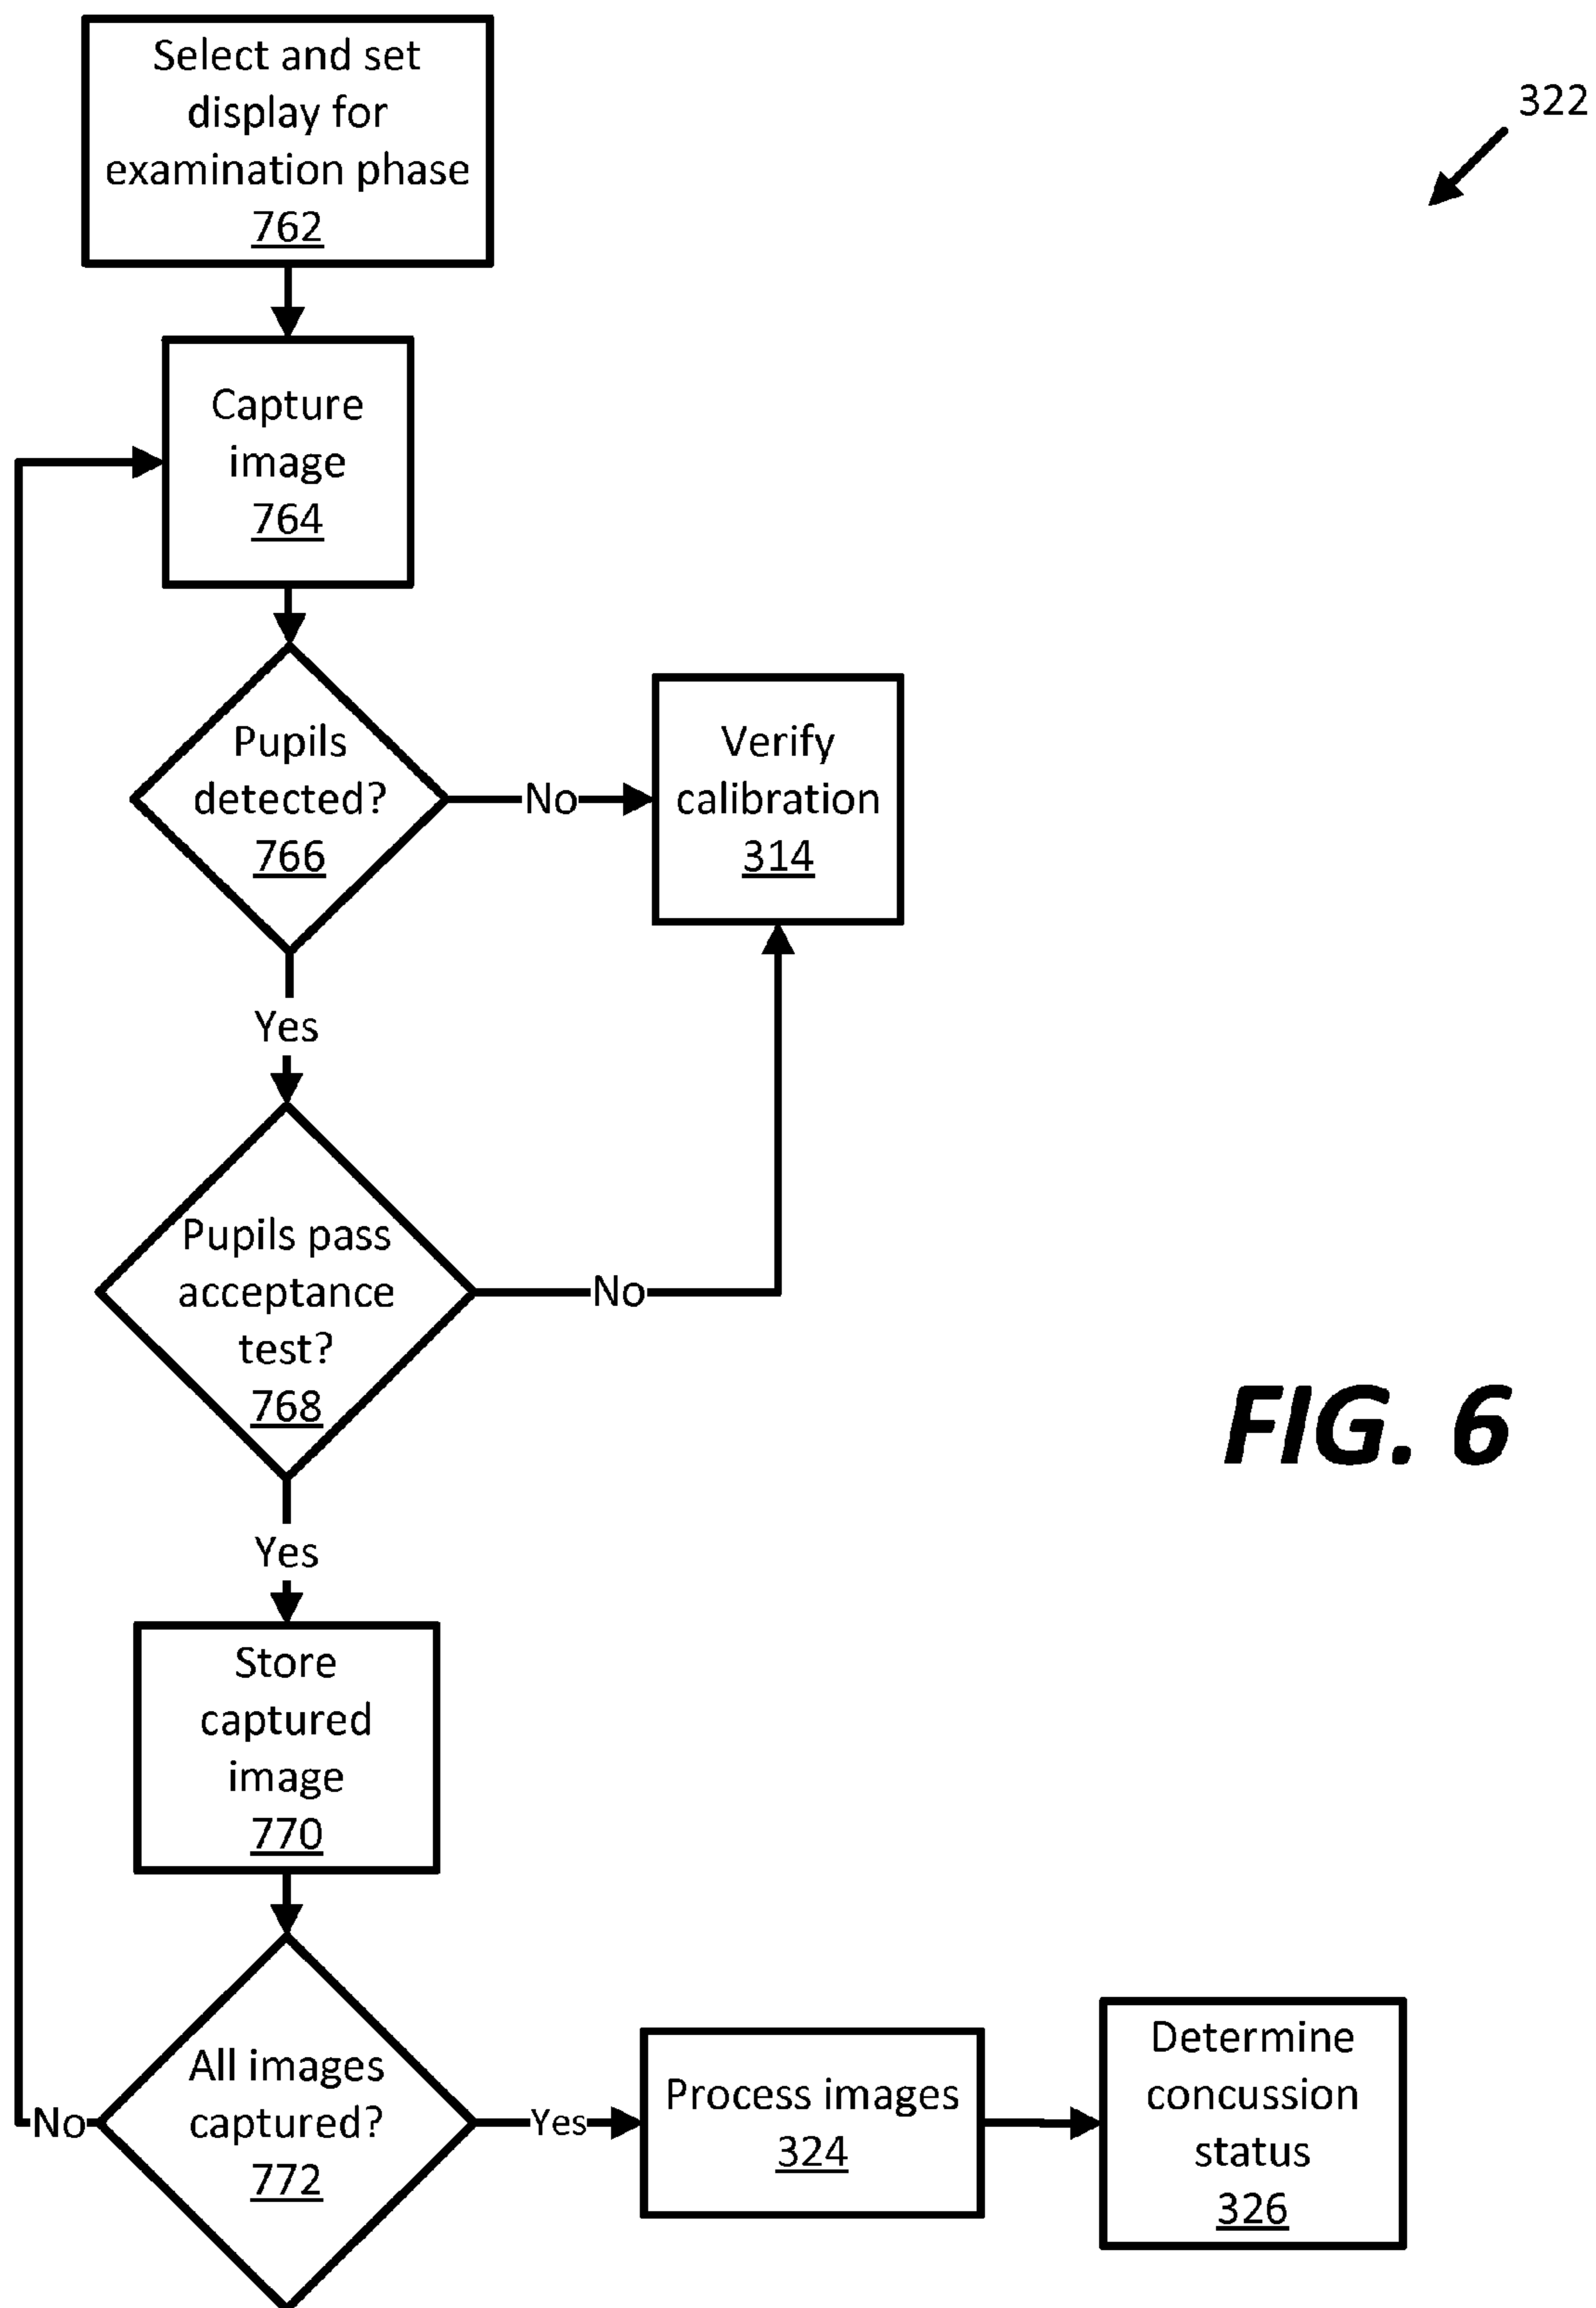 Select and set
display for
examination phase
762
322
Capture
image
764
Pupils
detected?
766
No
Verify
calibration
314
Yes
Pupils pass
acceptance
test?
768
No
FIG. 6
Yes
Store
captured
image
770
All images
captured?
772
No
Yes
Process images
324
Determine
concussion
status
326